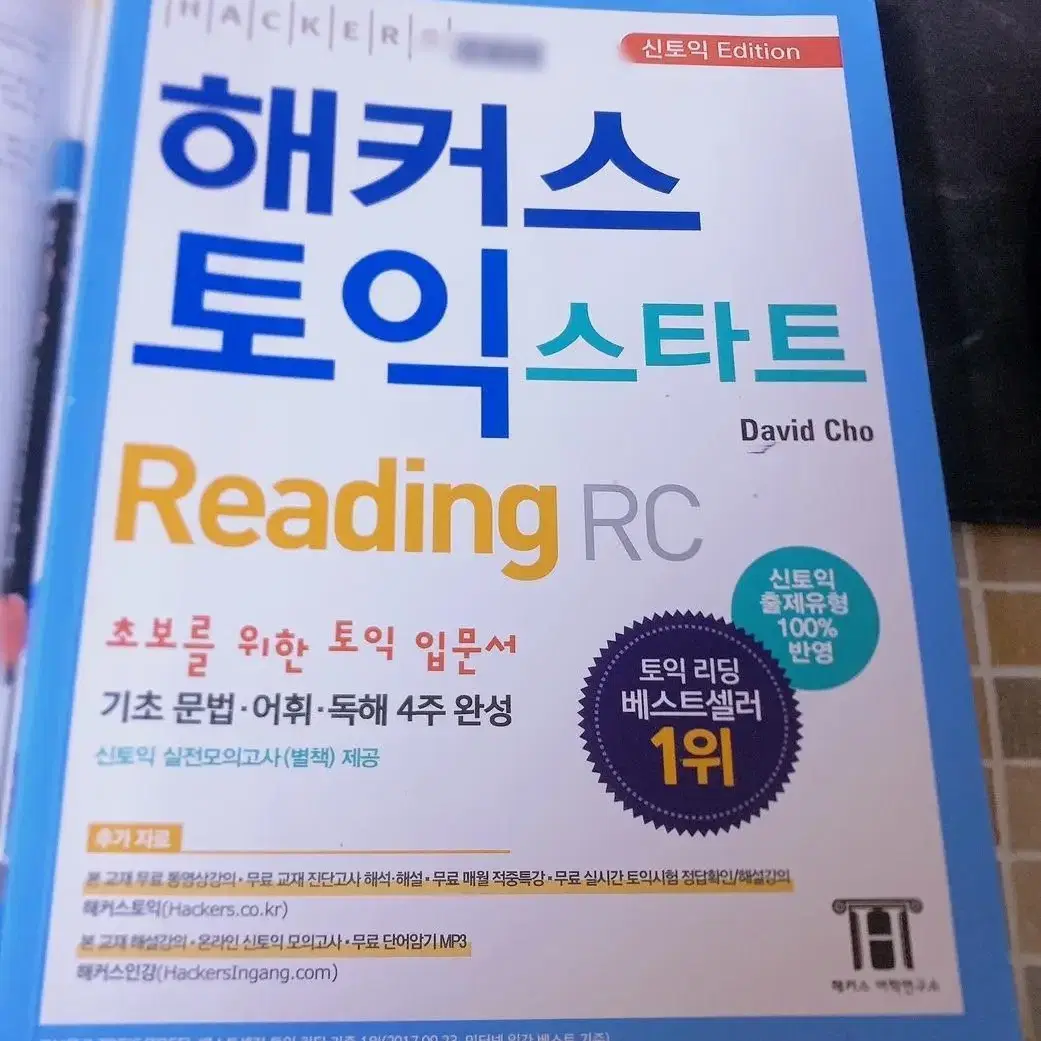 HACKERS
신토익 Edition
해커스
토익 스타트
David Cho
Reading RC
신토익
출제유형
100%
반영
초보를 위한 토익 입문서
기초 문법·어휘·독해 4주 완성
신토익 실전모의고사(별책) 제공
토익 리딩
베스트셀러
1위
추가 자료
본 교재 무료 동영상강의·무료 교재 진단고사 해석·해설·무료 매월 적중특강·무료 실시간 토익시험 정답확인/해설강의
해커스토익(Hackers.co.kr)
본 교재 해설강의·온라인 신토익 모의고사·무료 단어암기 MP3
해커스인강(HackersIngang.com)
H
해커스 어학연구소